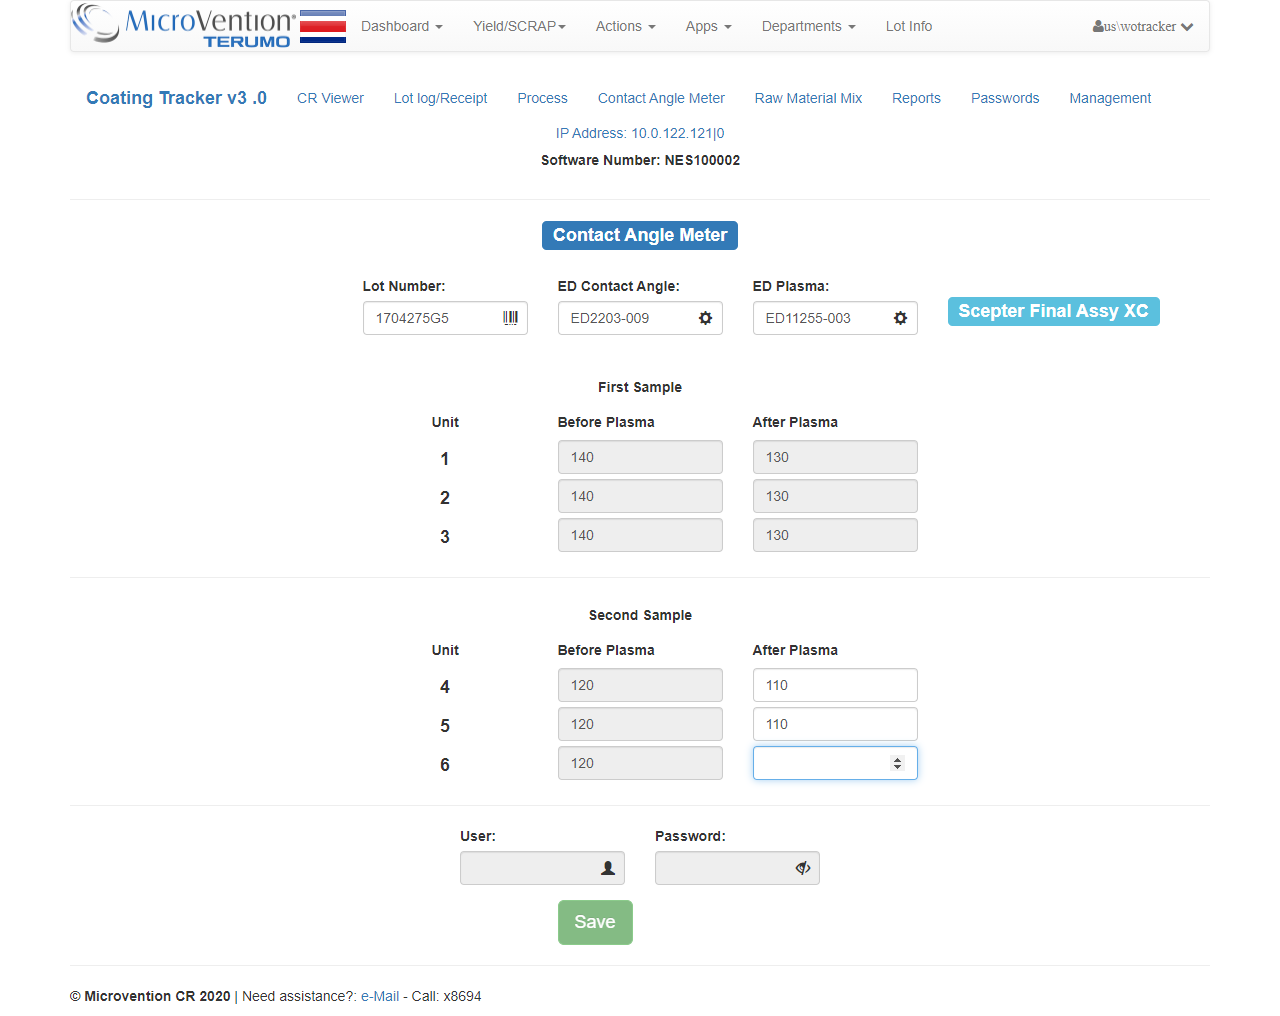 MicroVention TERUMO Dashboard Yield/SCRAP Actions Apps Departments Lot Info us\wotracker
Coating Tracker v3 .0 CR Viewer Lot log/Receipt Process Contact Angle Meter Raw Material Mix Reports Passwords Management
IP Address: 10.0.122.121|0
Software Number: NES100002
Contact Angle Meter
Lot Number: ED Contact Angle: ED Plasma:
1704275G5 ED2203-009 ED11255-003 Scepter Final Assy XC
First Sample
Unit Before Plasma After Plasma
1 140 130
2 140 130
3 140 130
Second Sample
Unit Before Plasma After Plasma
4 120 110
5 120 110
6 120
User: Password:
Save
© Microvention CR 2020 | Need assistance?: e-Mail - Call: x8694